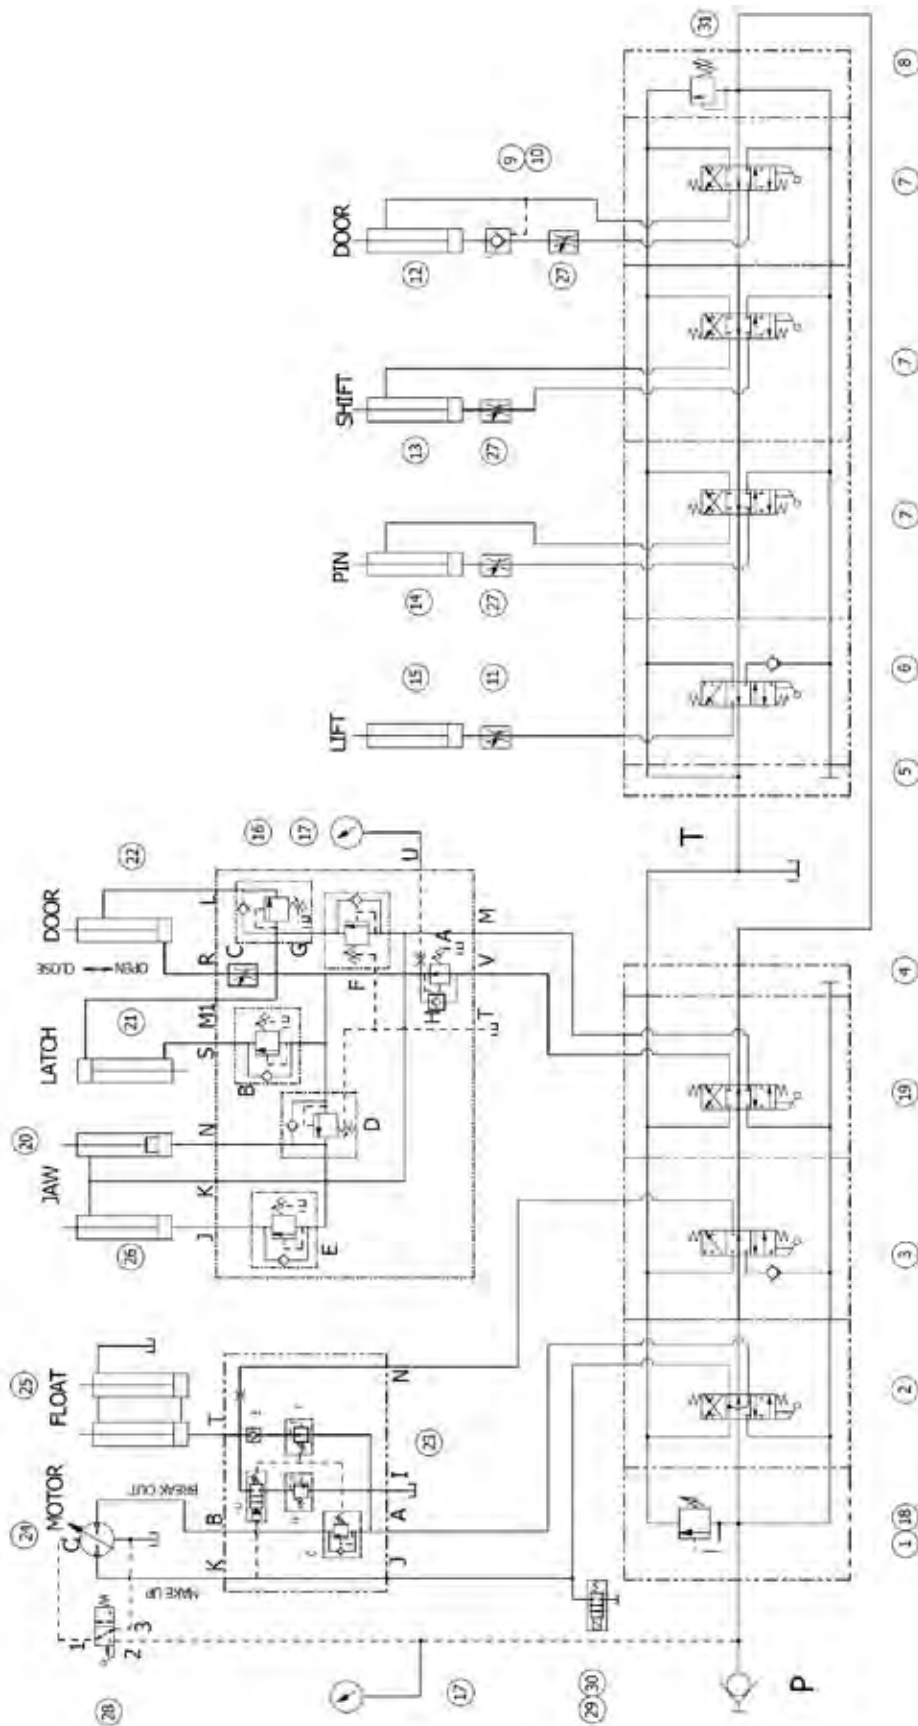 31
8
9
10
7
DOOR
12
27
7
SHIFT
13
27
7
PIN
14
27
6
LIFT
15
11
5
T
22
16
17
DOOR
CLOSE
OPEN
L
U
R
C
G
M
A
4
21
M1
F
V
H
LATCH
S
T
B
19
20
N
D
JAW
K
26
J
E
3
25
FLOAT
T
N
2
23
24
MOTOR
BREAK OUT
B
I
C
A
K
J
MAKE UP
1
18
1
3
2
28
17
29
30
P